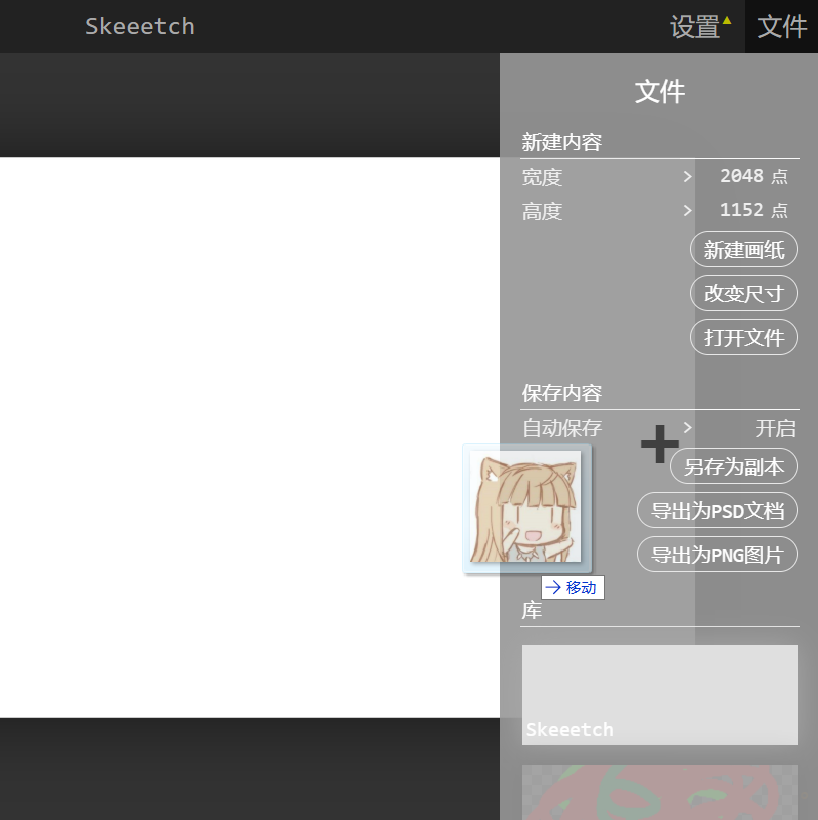 Skeeetch
设置▲
文件
文件
新建内容
宽度 > 2048 点
高度 > 1152 点
新建画纸
改变尺寸
打开文件
保存内容
自动保存 > 开启
另存为副本
导出为PSD文档
导出为PNG图片
→ 移动
库
Skeeetch